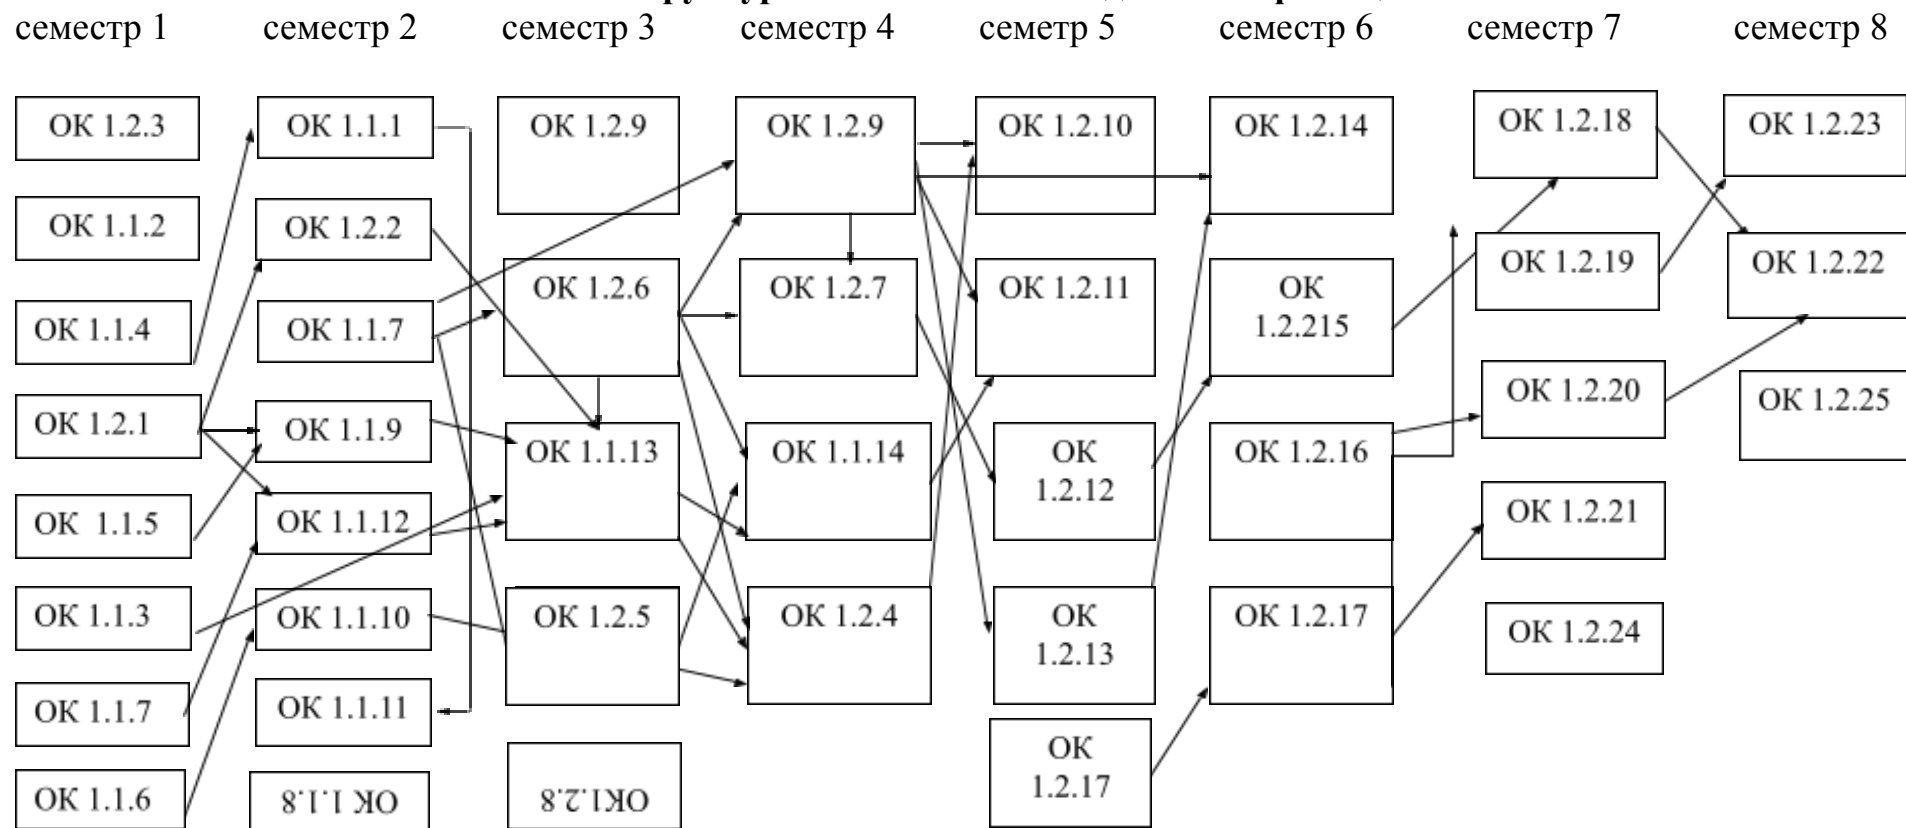 семестр 1
семестр 2
семестр 3
семестр 4
семетр 5
семестр 6
семестр 7
семестр 8
ОК 1.2.3
ОК 1.1.2
ОК 1.1.4
ОК 1.2.1
ОК 1.1.5
ОК 1.1.3
ОК 1.1.7
ОК 1.1.6
ОК 1.1.1
ОК 1.2.2
ОК 1.1.7
ОК 1.1.9
ОК 1.1.12
ОК 1.1.10
ОК 1.1.11
ОК 1.1.8
ОК 1.2.9
ОК 1.2.6
ОК 1.1.13
ОК 1.2.5
ОК1.2.8
ОК 1.2.9
ОК 1.2.7
ОК 1.1.14
ОК 1.2.4
ОК 1.2.10
ОК 1.2.11
ОК
1.2.12
ОК
1.2.13
ОК
1.2.17
ОК 1.2.14
ОК
1.2.215
ОК 1.2.16
ОК 1.2.17
ОК 1.2.18
ОК 1.2.19
ОК 1.2.20
ОК 1.2.21
ОК 1.2.24
ОК 1.2.23
ОК 1.2.22
ОК 1.2.25